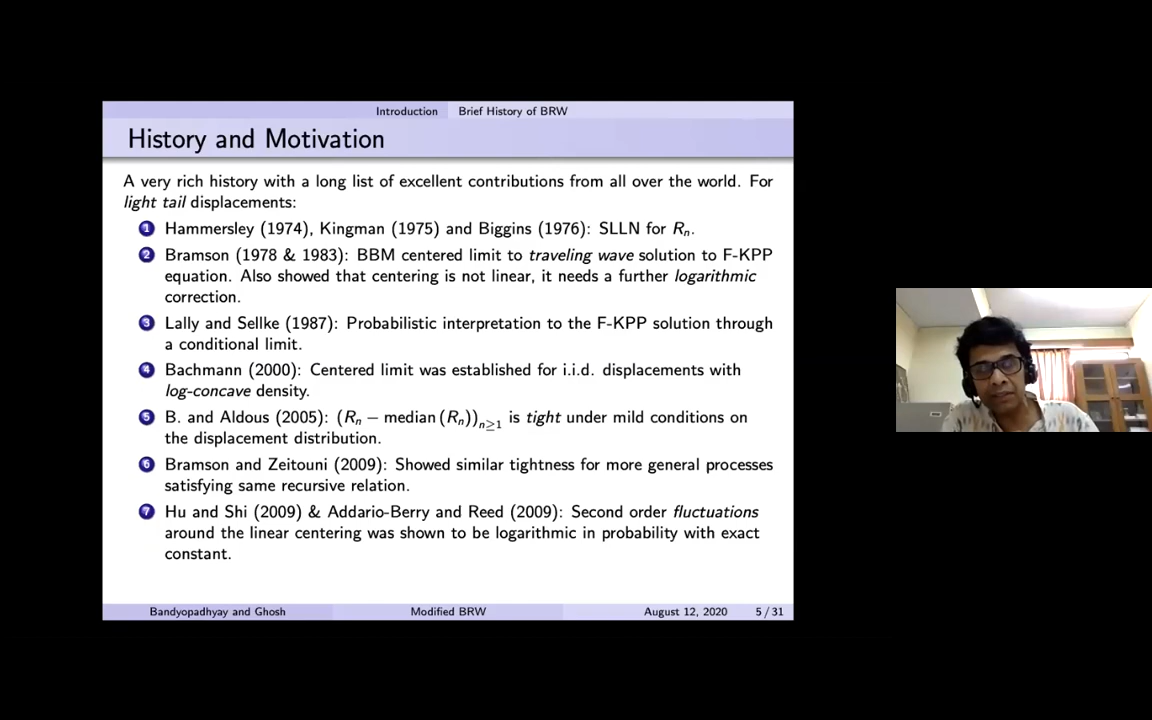 Introduction Brief History of BRW
History and Motivation
A very rich history with a long list of excellent contributions from all over the world. For
light tail displacements:
1 Hammersley (1974), Kingman (1975) and Biggins (1976): SLLN for Rₙ.
2 Bramson (1978 & 1983): BBM centered limit to traveling wave solution to F-KPP
equation. Also showed that centering is not linear, it needs a further logarithmic
correction.
3 Lally and Sellke (1987): Probabilistic interpretation to the F-KPP solution through
a conditional limit.
4 Bachmann (2000): Centered limit was established for i.i.d. displacements with
log-concave density.
5 B. and Aldous (2005): (Rₙ − median (Rₙ))ₙ≥₁ is tight under mild conditions on
the displacement distribution.
6 Bramson and Zeitouni (2009): Showed similar tightness for more general processes
satisfying same recursive relation.
7 Hu and Shi (2009) & Addario-Berry and Reed (2009): Second order fluctuations
around the linear centering was shown to be logarithmic in probability with exact
constant.
Bandyopadhyay and Ghosh Modified BRW August 12, 2020 5 / 31